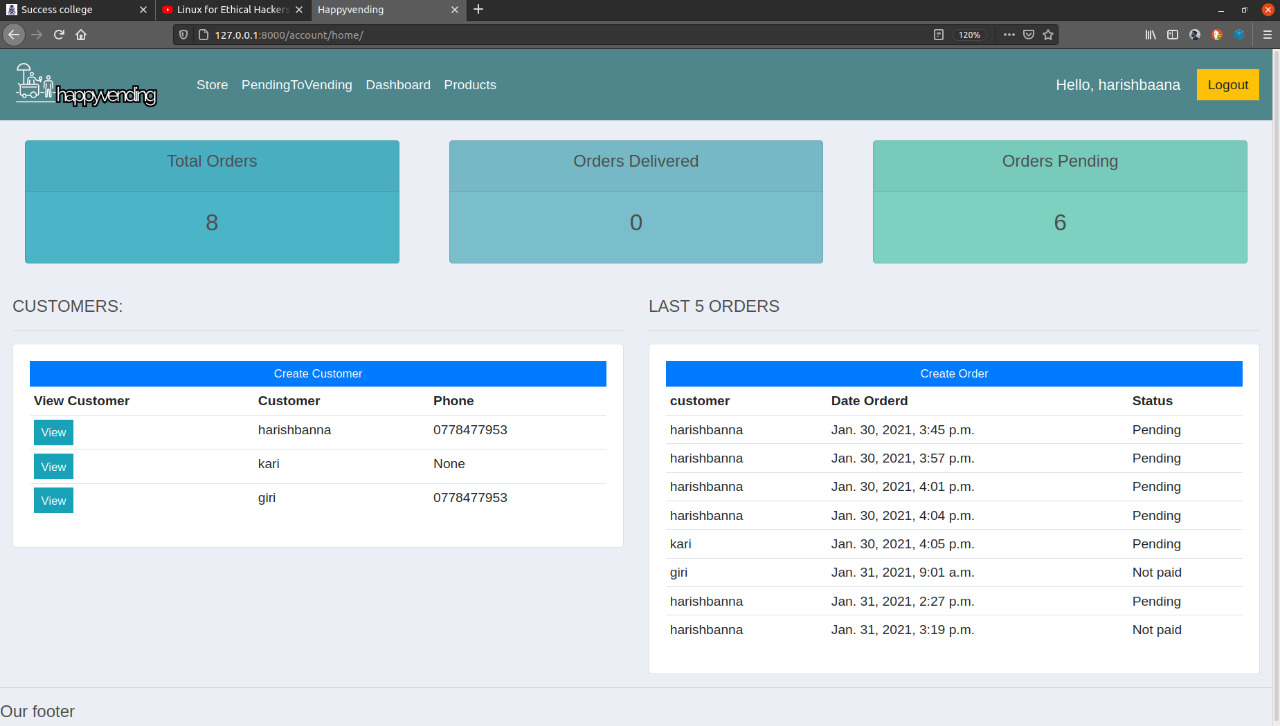 Success college
Linux for Ethical Hackers
Happyvending
127.0.0.1:8000/account/home/
120%
happyvending
Store PendingToVending Dashboard Products
Hello, harishbaana
Logout
Total Orders
8
Orders Delivered
0
Orders Pending
6
CUSTOMERS:
Create Customer
View Customer Customer Phone
View harishbanna 0778477953
View kari None
View giri 0778477953
LAST 5 ORDERS
Create Order
customer Date Orderd Status
harishbanna Jan. 30, 2021, 3:45 p.m. Pending
harishbanna Jan. 30, 2021, 3:57 p.m. Pending
harishbanna Jan. 30, 2021, 4:01 p.m. Pending
harishbanna Jan. 30, 2021, 4:04 p.m. Pending
kari Jan. 30, 2021, 4:05 p.m. Pending
giri Jan. 31, 2021, 9:01 a.m. Not paid
harishbanna Jan. 31, 2021, 2:27 p.m. Pending
harishbanna Jan. 31, 2021, 3:19 p.m. Not paid
Our footer